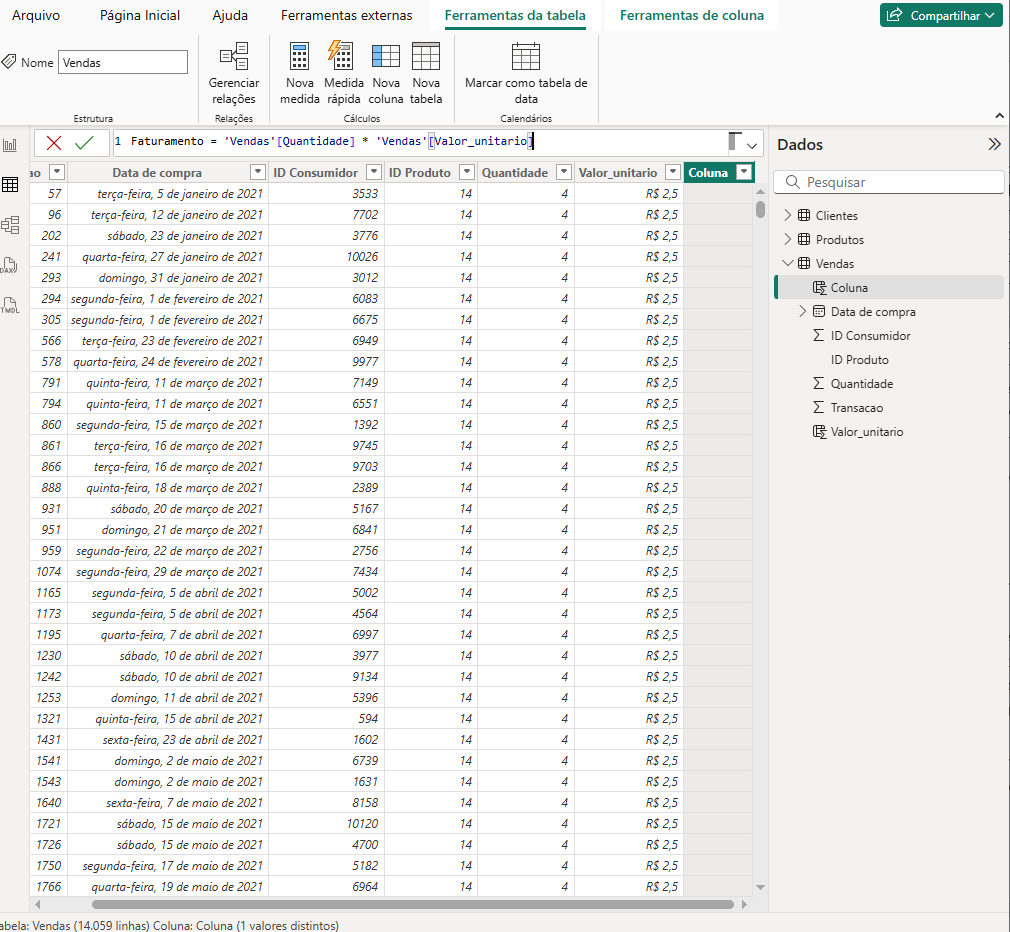 Arquivo Página Inicial Ajuda Ferramentas externas Ferramentas da tabela Ferramentas de coluna Compartilhar
Nome Vendas
Gerenciar relações
Nova medida
Medida rápida
Nova coluna
Nova tabela
Marcar como tabela de data
Estrutura Relações Cálculos Calendários
1 Faturamento = 'Vendas'[Quantidade] * 'Vendas'[Valor_unitario]
ao Data de compra ID Consumidor ID Produto Quantidade Valor_unitario Coluna
57 terça-feira, 5 de janeiro de 2021 3533 14 4 R$ 2,5
96 terça-feira, 12 de janeiro de 2021 7702 14 4 R$ 2,5
202 sábado, 23 de janeiro de 2021 3776 14 4 R$ 2,5
241 quarta-feira, 27 de janeiro de 2021 10026 14 4 R$ 2,5
293 domingo, 31 de janeiro de 2021 3012 14 4 R$ 2,5
294 segunda-feira, 1 de fevereiro de 2021 6083 14 4 R$ 2,5
305 segunda-feira, 1 de fevereiro de 2021 6675 14 4 R$ 2,5
566 terça-feira, 23 de fevereiro de 2021 6949 14 4 R$ 2,5
578 quarta-feira, 24 de fevereiro de 2021 9977 14 4 R$ 2,5
791 quinta-feira, 11 de março de 2021 7149 14 4 R$ 2,5
794 quinta-feira, 11 de março de 2021 6551 14 4 R$ 2,5
860 segunda-feira, 15 de março de 2021 1392 14 4 R$ 2,5
861 terça-feira, 16 de março de 2021 9745 14 4 R$ 2,5
866 terça-feira, 16 de março de 2021 9703 14 4 R$ 2,5
888 quinta-feira, 18 de março de 2021 2389 14 4 R$ 2,5
931 sábado, 20 de março de 2021 5167 14 4 R$ 2,5
951 domingo, 21 de março de 2021 6841 14 4 R$ 2,5
959 segunda-feira, 22 de março de 2021 2756 14 4 R$ 2,5
1074 segunda-feira, 29 de março de 2021 7434 14 4 R$ 2,5
1165 segunda-feira, 5 de abril de 2021 5002 14 4 R$ 2,5
1173 segunda-feira, 5 de abril de 2021 4564 14 4 R$ 2,5
1195 quarta-feira, 7 de abril de 2021 6997 14 4 R$ 2,5
1230 sábado, 10 de abril de 2021 3977 14 4 R$ 2,5
1242 sábado, 10 de abril de 2021 9134 14 4 R$ 2,5
1253 domingo, 11 de abril de 2021 5396 14 4 R$ 2,5
1321 quinta-feira, 15 de abril de 2021 594 14 4 R$ 2,5
1431 sexta-feira, 23 de abril de 2021 1602 14 4 R$ 2,5
1541 domingo, 2 de maio de 2021 6739 14 4 R$ 2,5
1543 domingo, 2 de maio de 2021 1631 14 4 R$ 2,5
1640 sexta-feira, 7 de maio de 2021 8158 14 4 R$ 2,5
1721 sábado, 15 de maio de 2021 10120 14 4 R$ 2,5
1726 sábado, 15 de maio de 2021 4700 14 4 R$ 2,5
1750 segunda-feira, 17 de maio de 2021 5182 14 4 R$ 2,5
1766 quarta-feira, 19 de maio de 2021 6964 14 4 R$ 2,5
DAX
TMDL
Dados
Pesquisar
Clientes
Produtos
Vendas
Coluna
Data de compra
ID Consumidor
ID Produto
Quantidade
Transacao
Valor_unitario
abela: Vendas (14.059 linhas) Coluna: Coluna (1 valores distintos)